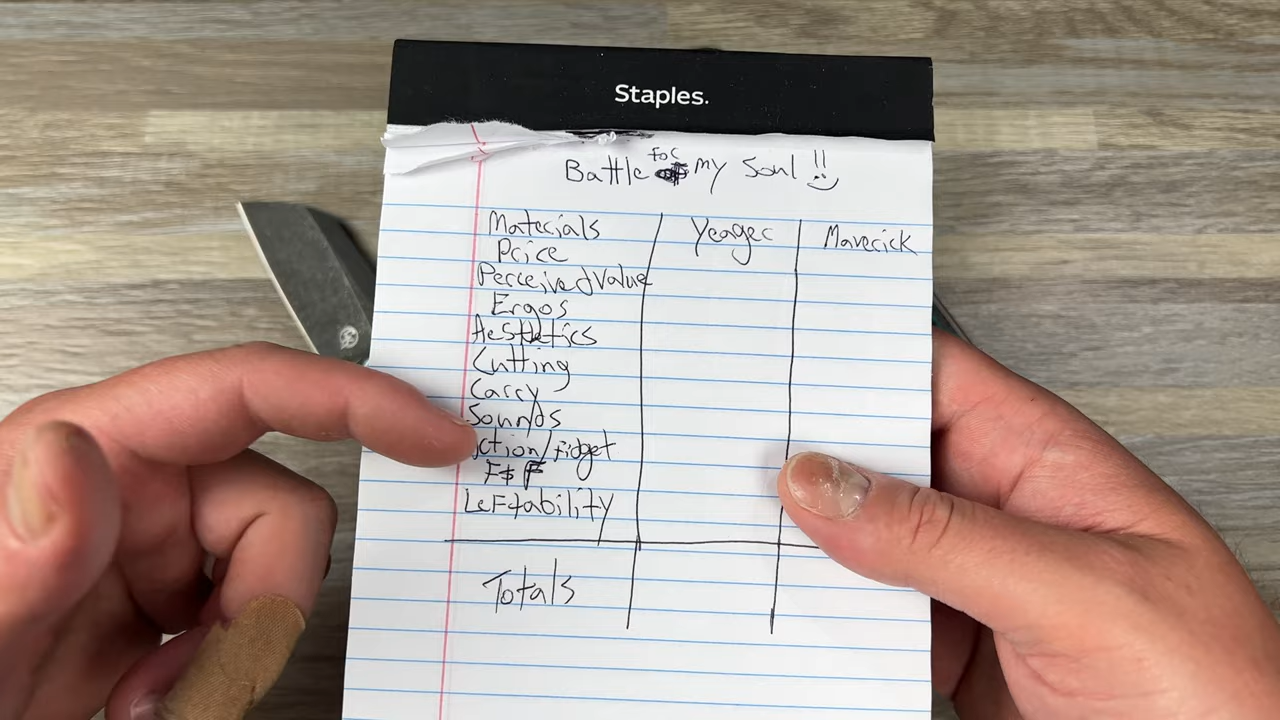 Staples.
Battle for my Soul !!
Materials Yeager Maverick
Price
Perceived Value
Ergos
Aesthetics
Cutting
Carry
Sounds
Action/Fidget
F&F
Leftability
Totals